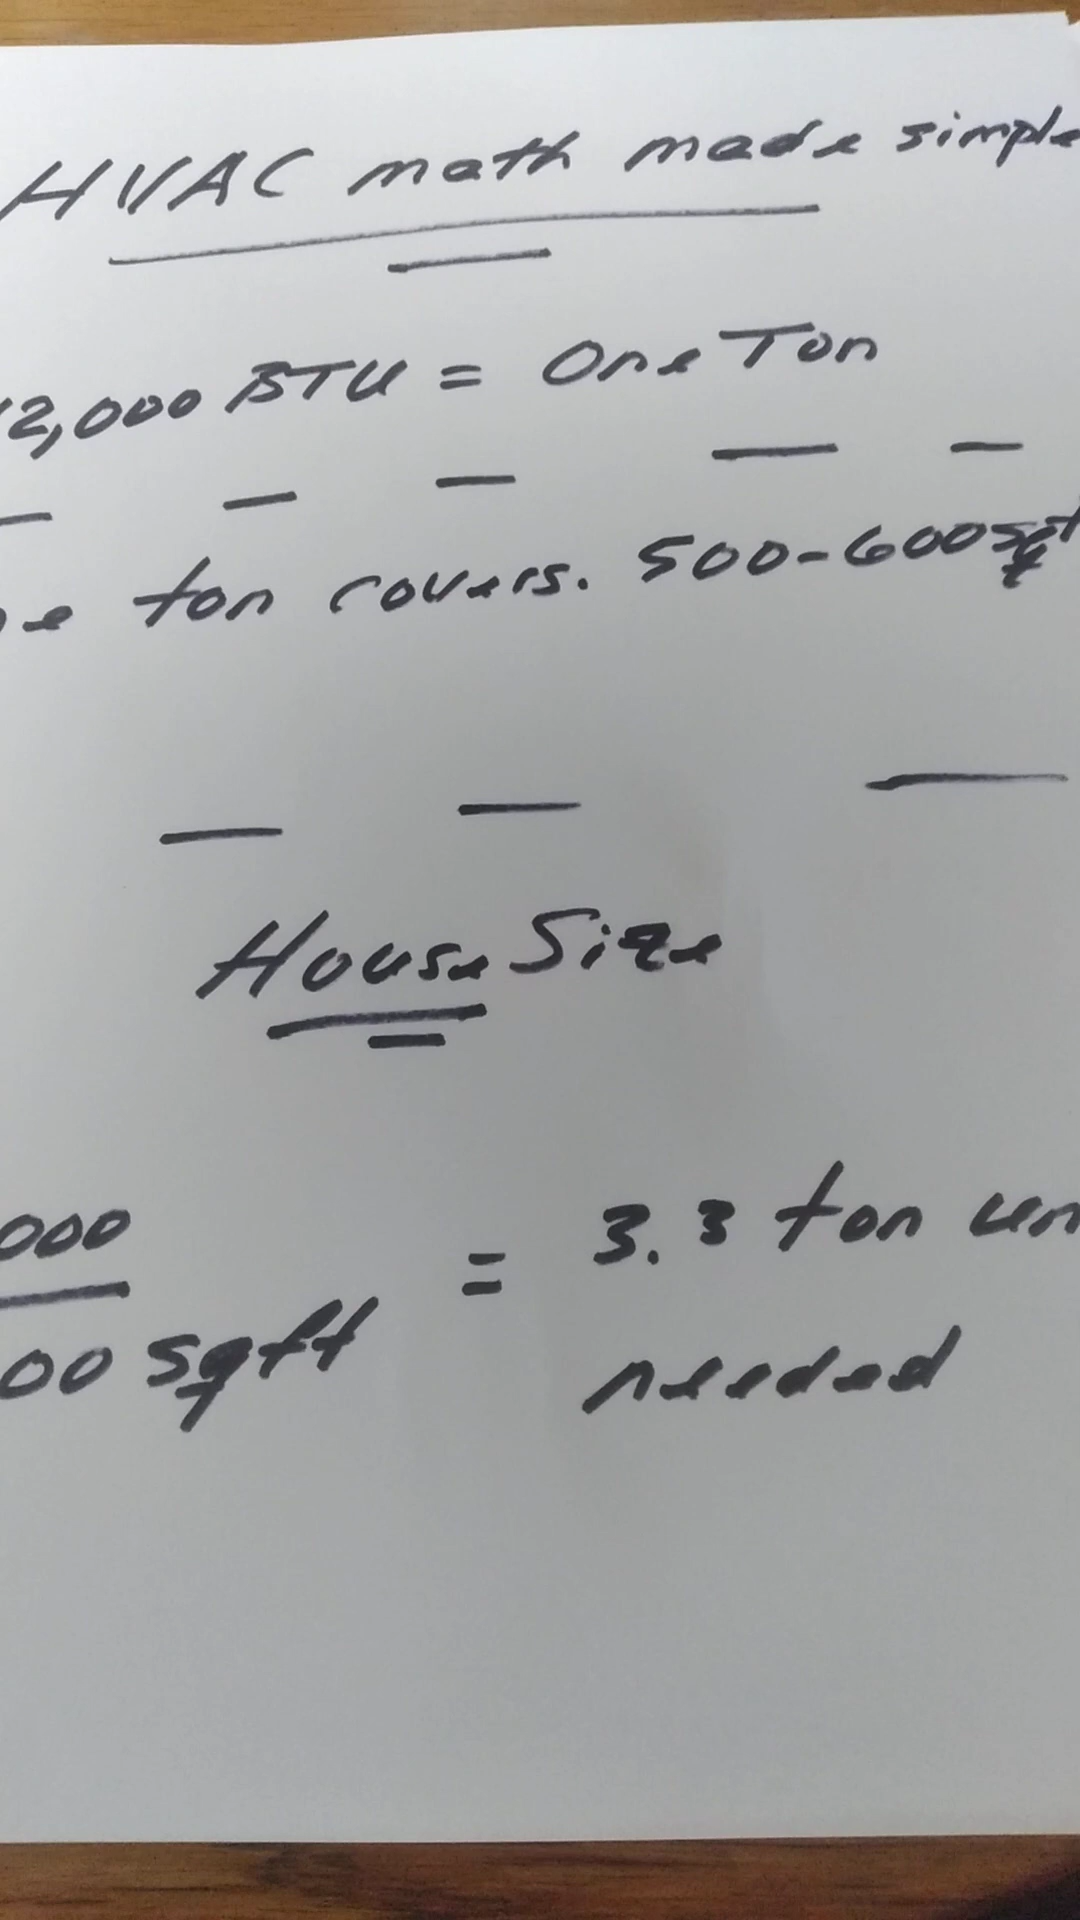 HVAC math made simple
12,000 BTU = One Ton
ne ton covers. 500-600 sqft
House Size
000 = 3.3 ton un
00 sqft needed